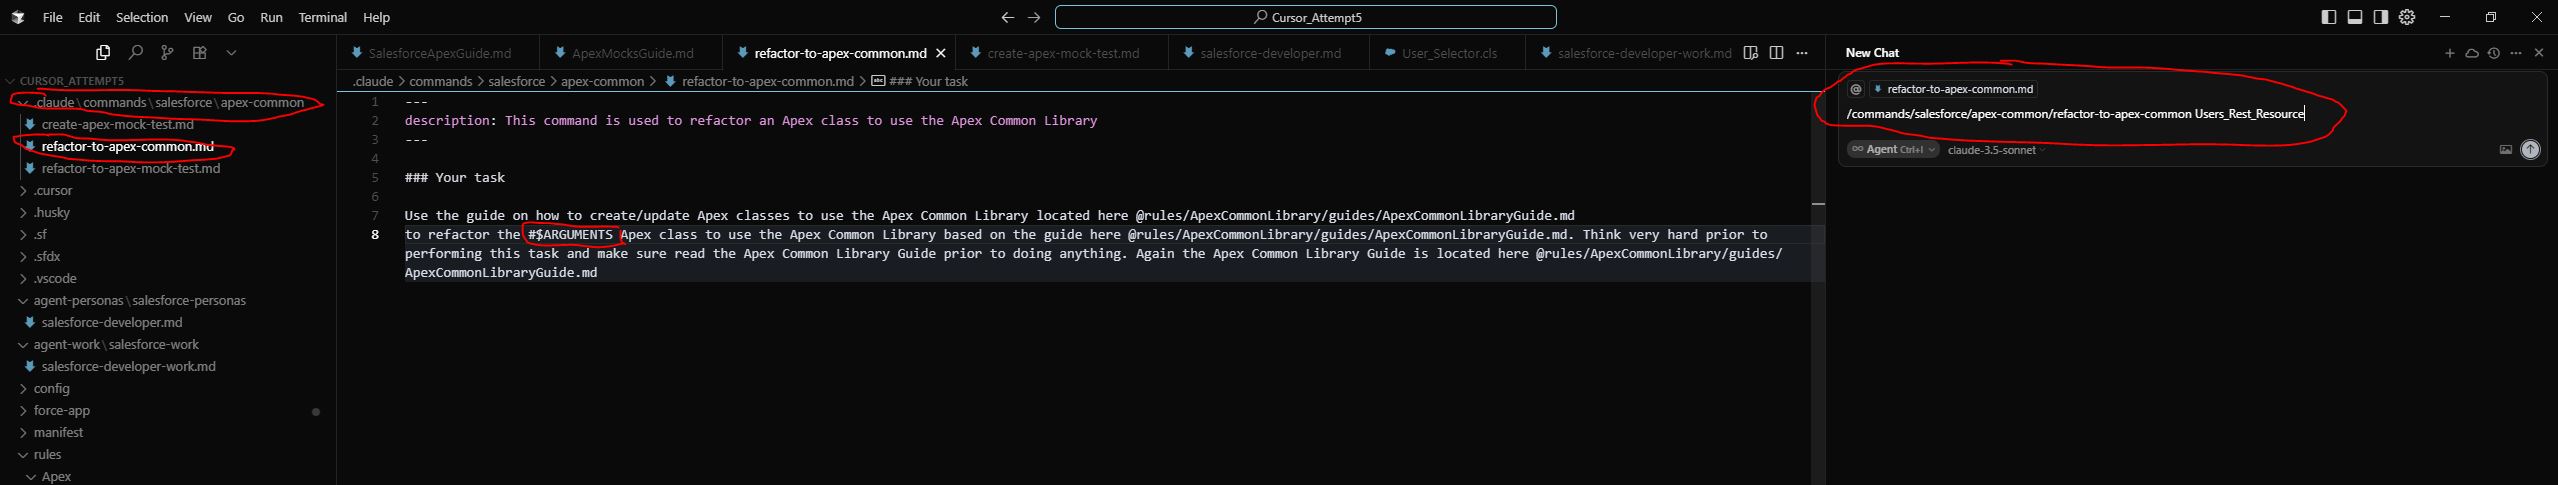 File Edit Selection View Go Run Terminal Help
Cursor_Attempt5
CURSOR_ATTEMPT5
.claude\commands\salesforce\apex-common
create-apex-mock-test.md
refactor-to-apex-common.md
refactor-to-apex-mock-test.md
.cursor
.husky
.sf
.sfdx
.vscode
agent-personas\salesforce-personas
salesforce-developer.md
agent-work\salesforce-work
salesforce-developer-work.md
config
force-app
manifest
rules
Apex
SalesforceApexGuide.md ApexMocksGuide.md refactor-to-apex-common.md create-apex-mock-test.md salesforce-developer.md User_Selector.cls salesforce-developer-work.md
.claude > commands > salesforce > apex-common > refactor-to-apex-common.md > ### Your task
1 ---
2 description: This command is used to refactor an Apex class to use the Apex Common Library
3 ---
4
5 ### Your task
6
7 Use the guide on how to create/update Apex classes to use the Apex Common Library located here @rules/ApexCommonLibrary/guides/ApexCommonLibraryGuide.md
8 to refactor the #$ARGUMENTS Apex class to use the Apex Common Library based on the guide here @rules/ApexCommonLibrary/guides/ApexCommonLibraryGuide.md. Think very hard prior to
performing this task and make sure read the Apex Common Library Guide prior to doing anything. Again the Apex Common Library Guide is located here @rules/ApexCommonLibrary/guides/
ApexCommonLibraryGuide.md
New Chat
@ refactor-to-apex-common.md
/commands/salesforce/apex-common/refactor-to-apex-common Users_Rest_Resource
Agent Ctrl+I claude-3.5-sonnet